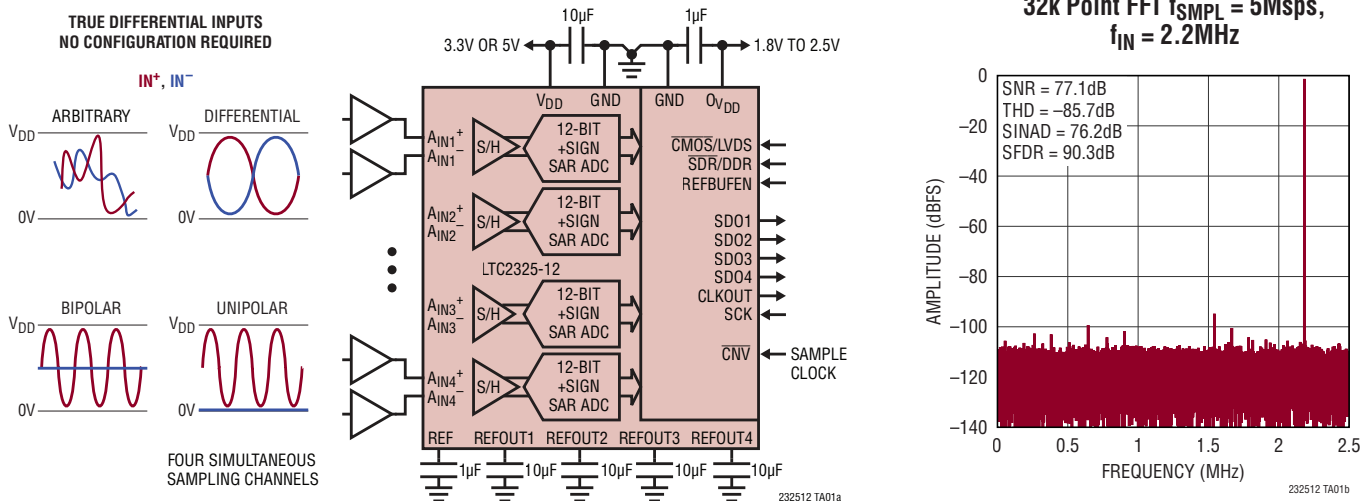 TRUE DIFFERENTIAL INPUTS
NO CONFIGURATION REQUIRED
IN+, IN–
ARBITRARY
DIFFERENTIAL
VDD
0V
VDD
0V
BIPOLAR
UNIPOLAR
VDD
0V
VDD
0V
FOUR SIMULTANEOUS
SAMPLING CHANNELS
10µF
1µF
3.3V OR 5V
1.8V TO 2.5V
VDD
GND
GND
OVDD
AIN1+
AIN1–
S/H
12-BIT
+SIGN
SAR ADC
AIN2+
AIN2–
S/H
12-BIT
+SIGN
SAR ADC
LTC2325-12
AIN3+
AIN3–
S/H
12-BIT
+SIGN
SAR ADC
AIN4+
AIN4–
S/H
12-BIT
+SIGN
SAR ADC
C̅M̅O̅S̅/LVDS
S̅D̅R̅/DDR
REFBUFEN
SDO1
SDO2
SDO3
SDO4
CLKOUT
SCK
C̅N̅V̅
SAMPLE
CLOCK
REF
REFOUT1
REFOUT2
REFOUT3
REFOUT4
1µF
10µF
10µF
10µF
10µF
232512 TA01a
32k Point FFT fSMPL = 5Msps,
fIN = 2.2MHz
SNR = 77.1dB
THD = –85.7dB
SINAD = 76.2dB
SFDR = 90.3dB
AMPLITUDE (dBFS)
0
–20
–40
–60
–80
–100
–120
–140
0
0.5
1
1.5
2
2.5
FREQUENCY (MHz)
232512 TA01b